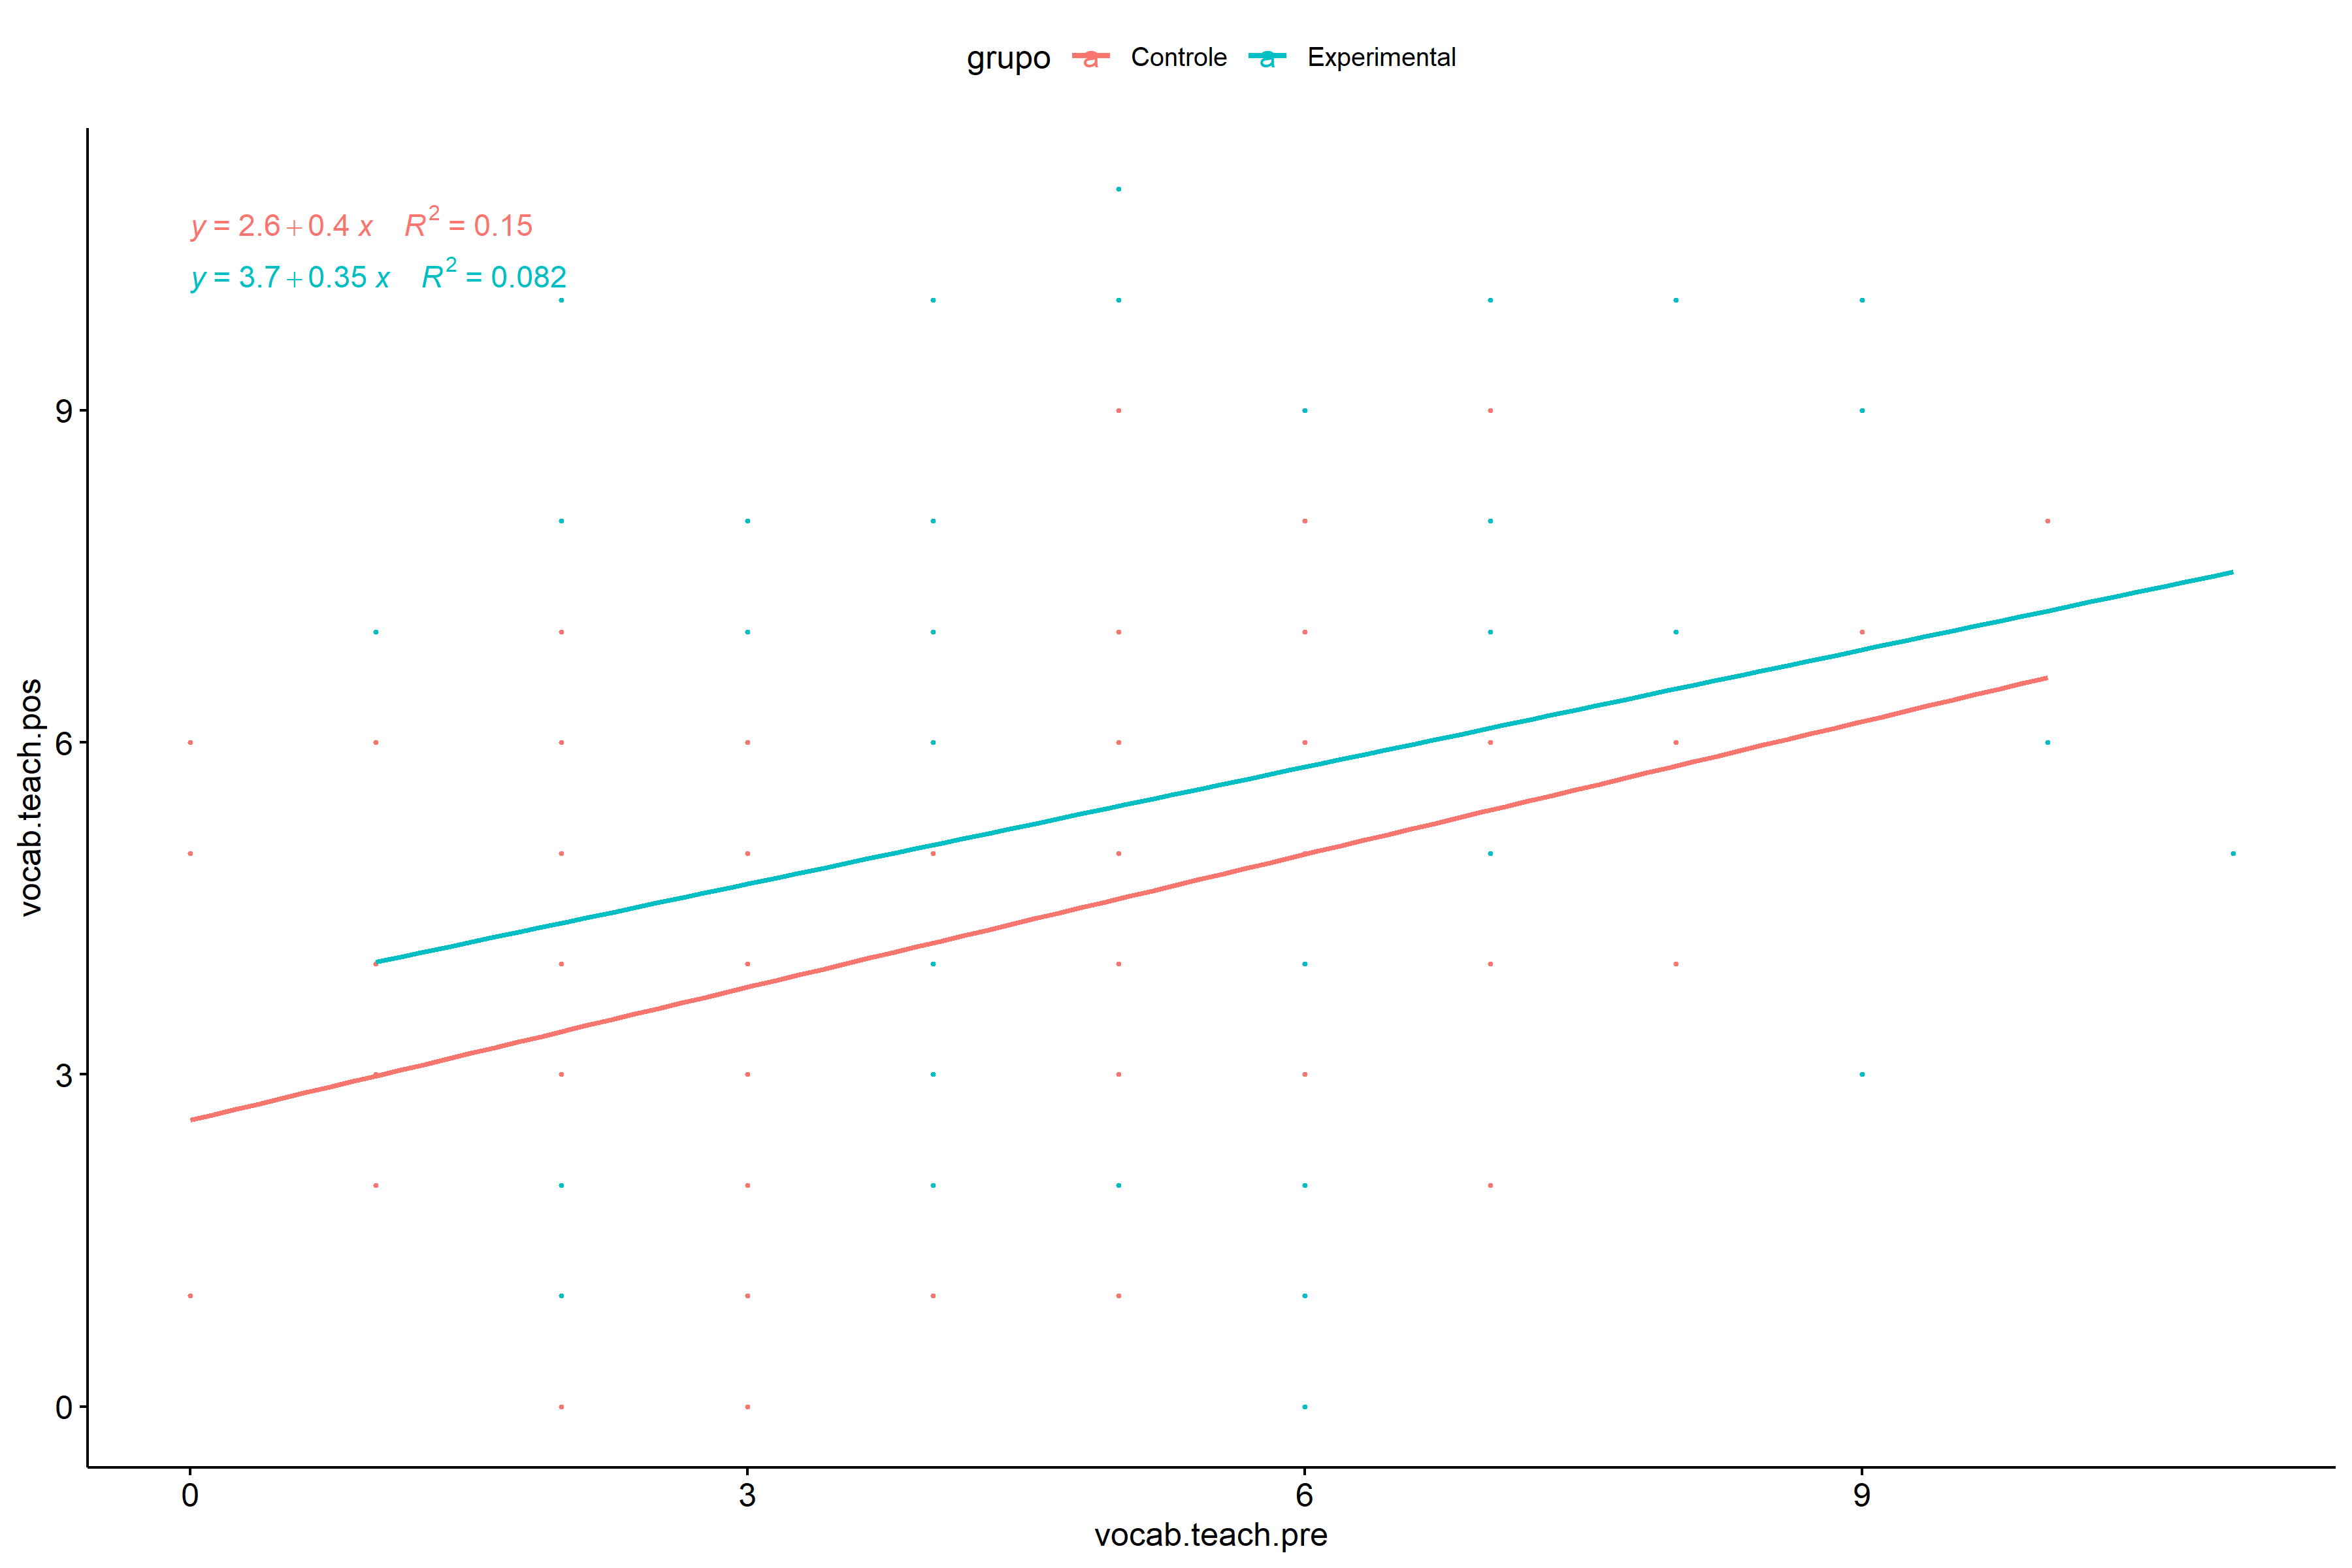 grupo a Controle a Experimental
y = 2.6 + 0.4 x R² = 0.15
y = 3.7 + 0.35 x R² = 0.082
9
6
3
0
vocab.teach.pos
0 3 6 9
vocab.teach.pre